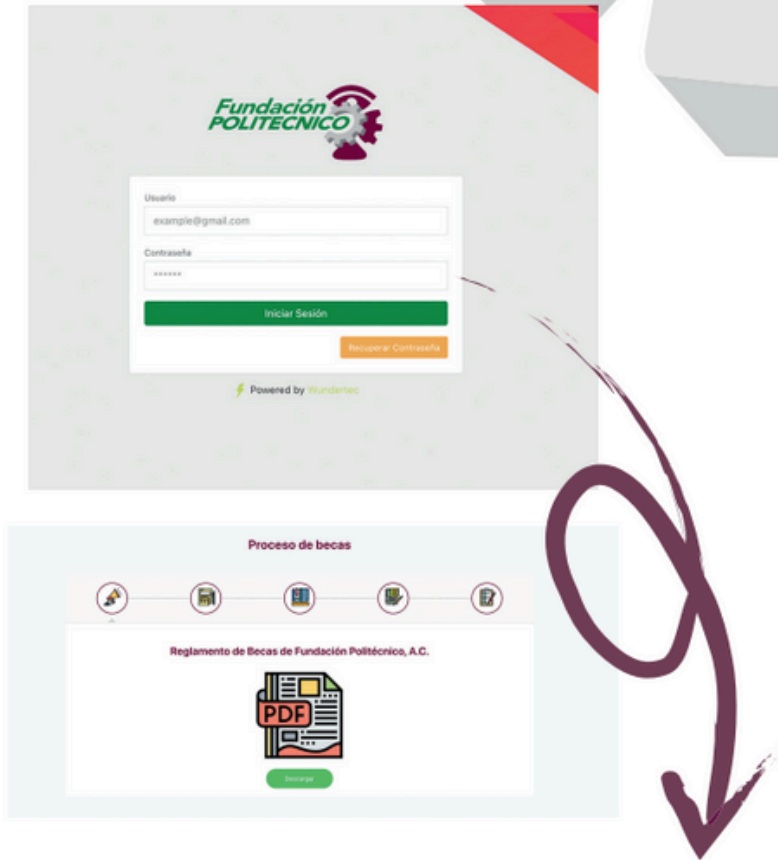 Fundación
POLITECNICO
Usuario
example@gmail.com
Contraseña
******
Iniciar Sesión
Recuperar Contraseña
Powered by Wundertec
Proceso de becas
Reglamento de Becas de Fundación Politécnico, A.C.
PDF
Descargar